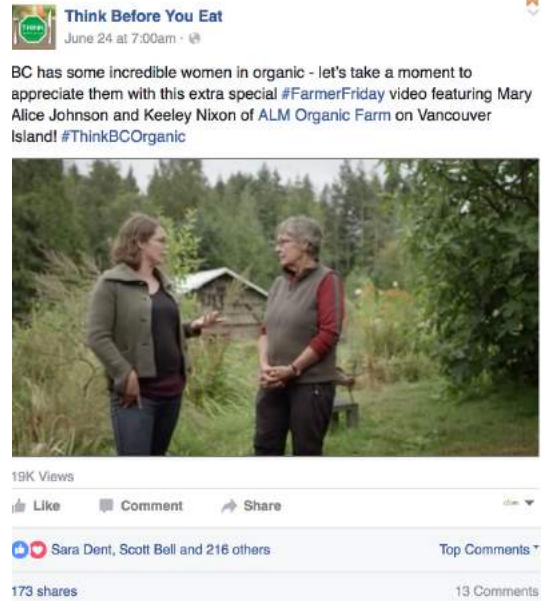 THINK
Think Before You Eat
June 24 at 7:00am ·
BC has some incredible women in organic - let's take a moment to
appreciate them with this extra special #FarmerFriday video featuring Mary
Alice Johnson and Keeley Nixon of ALM Organic Farm on Vancouver
Island! #ThinkBCOrganic
19K Views
Like Comment Share
Sara Dent, Scott Bell and 216 others Top Comments
173 shares 13 Comments